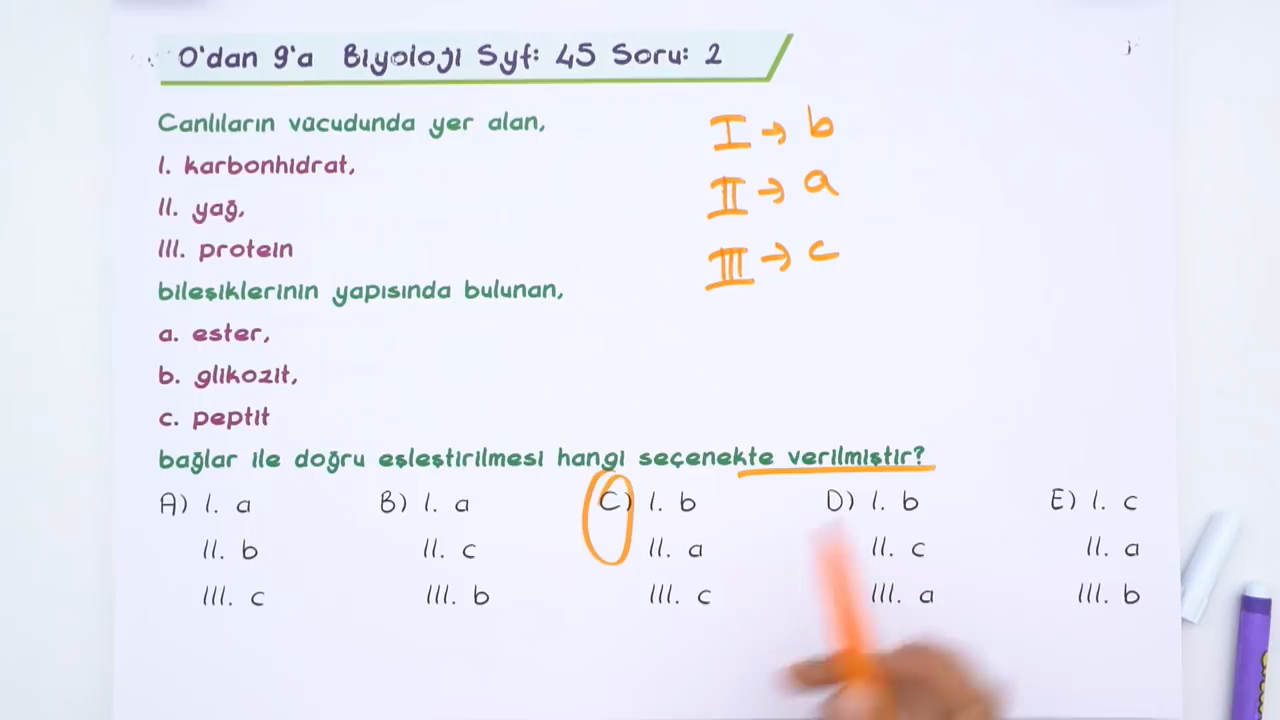 0'dan 9'a Biyoloji Syf: 45 Soru: 2
Canlıların vücudunda yer alan,
I. karbonhidrat,
II. yağ,
III. protein
bileşiklerinin yapısında bulunan,
a. ester,
b. glikozit,
c. peptit
bağlar ile doğru eşleştirilmesi hangi seçenekte verilmiştir?
A) I. a
II. b
III. c
B) I. a
II. c
III. b
C) I. b
II. a
III. c
D) I. b
II. c
III. a
E) I. c
II. a
III. b
I → b
II → a
III → c